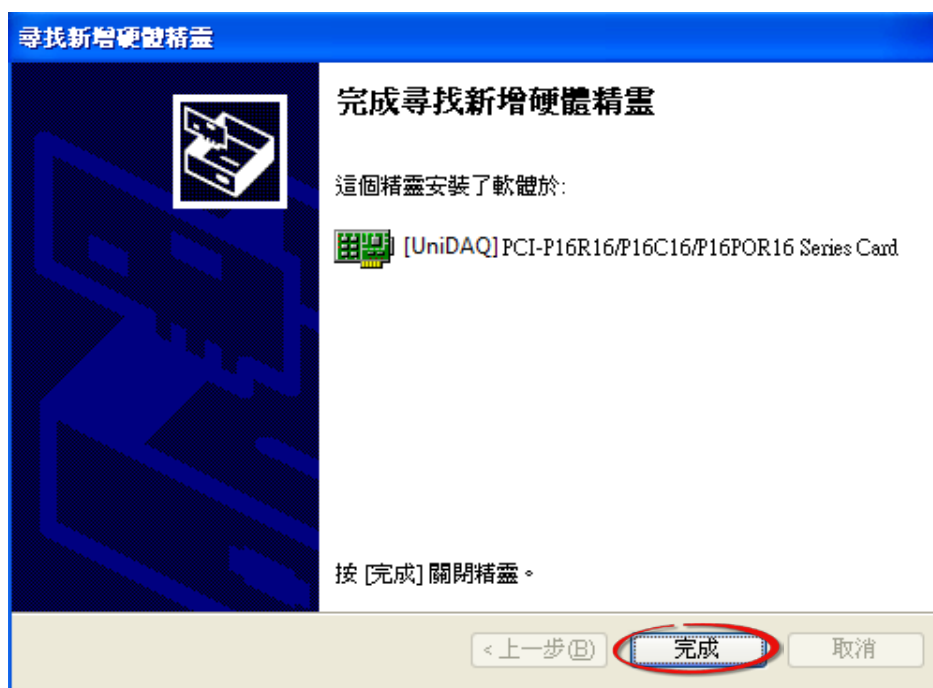 尋找新增硬體精靈
完成尋找新增硬體精靈
這個精靈安裝了軟體於:
[UniDAQ] PCI-P16R16/P16C16/P16POR16 Series Card
按 [完成] 關閉精靈。
<上一步(B)
完成
取消